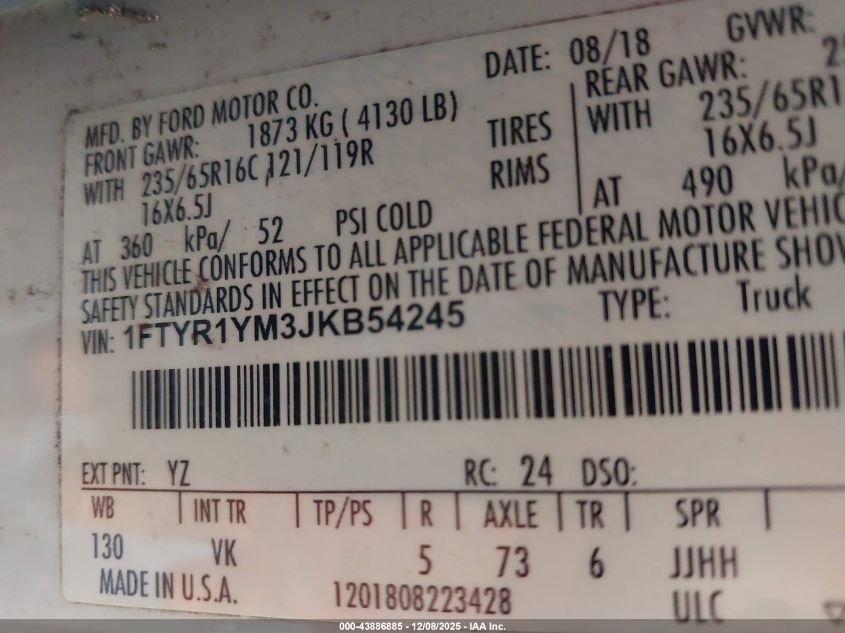 DATE: 08/18 GVWR:
MFD. BY FORD MOTOR CO.
FRONT GAWR: 1873 KG ( 4130 LB) REAR GAWR:
WITH 235/65R16C 121/119R TIRES WITH 235/65R1
16X6.5J RIMS 16X6.5J
AT 360 kPa/ 52 PSI COLD AT 490 kPa/
THIS VEHICLE CONFORMS TO ALL APPLICABLE FEDERAL MOTOR VEHIC
SAFETY STANDARDS IN EFFECT ON THE DATE OF MANUFACTURE SHOW
VIN: 1FTYR1YM3JKB54245 TYPE: Truck
EXT PNT: YZ RC: 24 DSO:
WB INT TR TP/PS R AXLE TR SPR
130 VK 5 73 6 JJHH
MADE IN U.S.A. 1201808223428 ULC
000-43886885 - 12/08/2025 - IAA Inc.